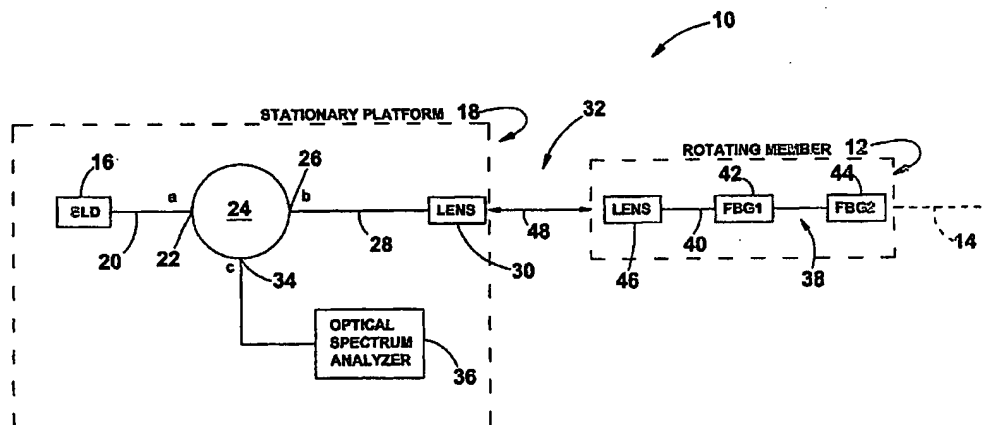 10
STATIONARY PLATFORM 18
32
ROTATING MEMBER 12
16
26
42
44
SLD
a
24
b
LENS
LENS
FBG1
FBG2
20
22
c
34
28
30
48
46
40
38
14
OPTICAL
SPECTRUM
ANALYZER
36